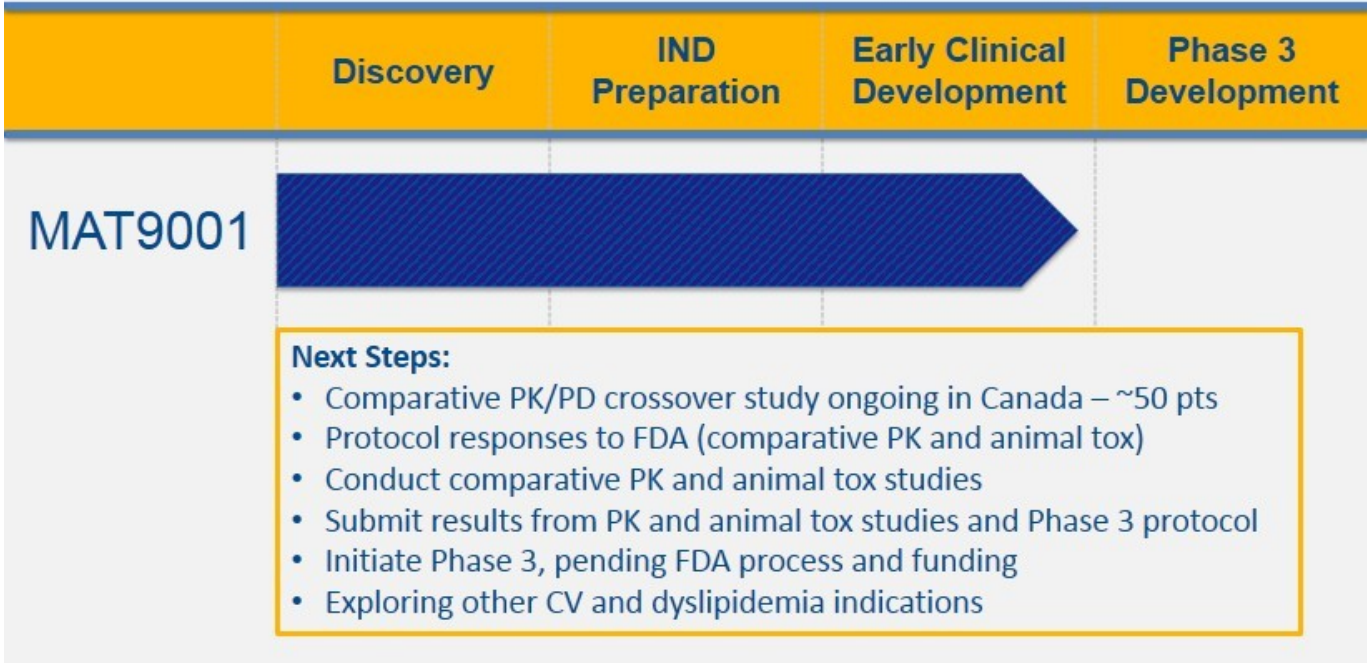 Discovery
IND
Preparation
Early Clinical
Development
Phase 3
Development
MAT9001
Next Steps:
• Comparative PK/PD crossover study ongoing in Canada – ~50 pts
• Protocol responses to FDA (comparative PK and animal tox)
• Conduct comparative PK and animal tox studies
• Submit results from PK and animal tox studies and Phase 3 protocol
• Initiate Phase 3, pending FDA process and funding
• Exploring other CV and dyslipidemia indications